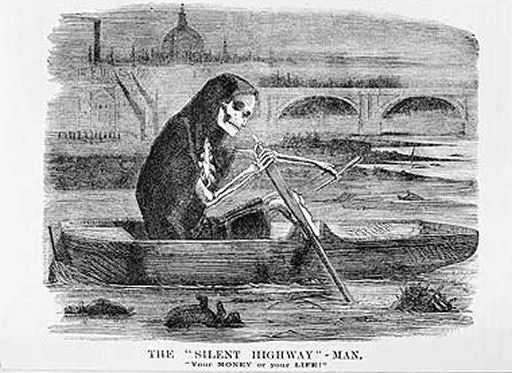 THE "SILENT HIGHWAY"-MAN.
"Your MONEY or your LIFE!"